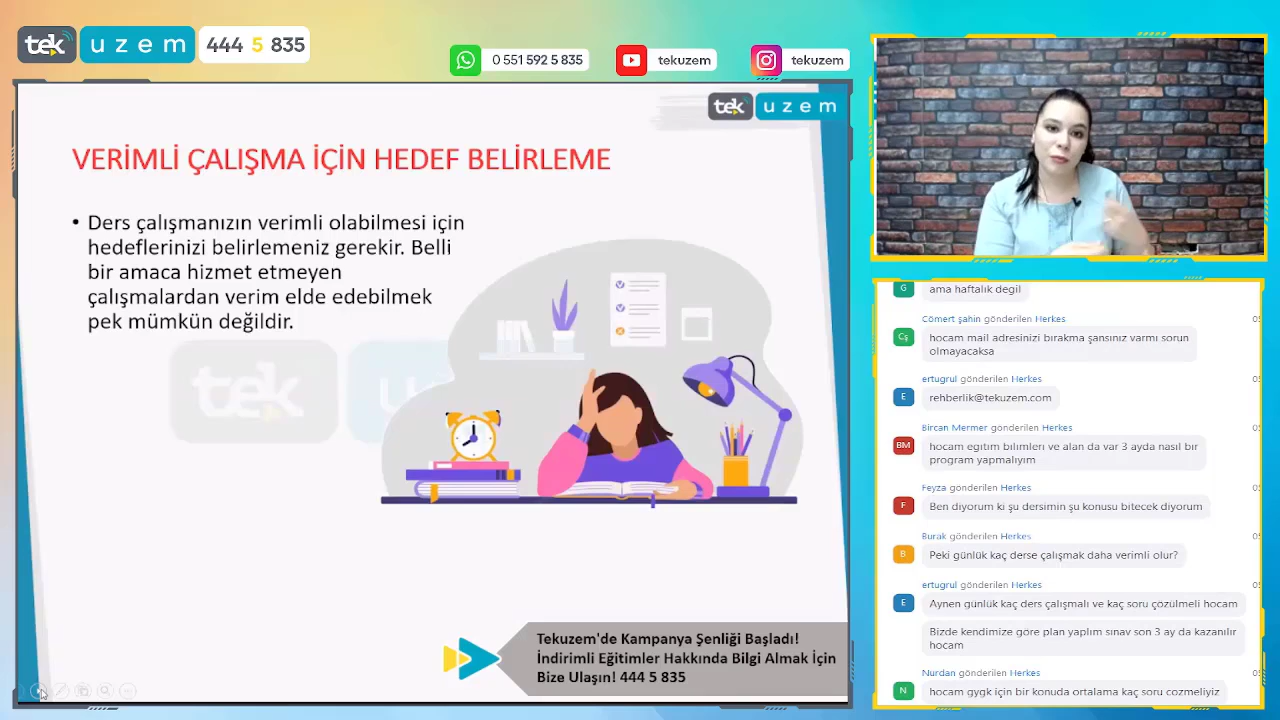 tek uzem 444 5 835
0 551 592 5 835
tekuzem
tekuzem
tek uzem
VERİMLİ ÇALIŞMA İÇİN HEDEF BELİRLEME
• Ders çalışmanızın verimli olabilmesi için
hedeflerinizi belirlemeniz gerekir. Belli
bir amaca hizmet etmeyen
çalışmalardan verim elde edebilmek
pek mümkün değildir.
tek u
Tekuzem'de Kampanya Şenliği Başladı!
İndirimli Eğitimler Hakkında Bilgi Almak İçin
Bize Ulaşın! 444 5 835
G
ama haftalık degil
Cömert şahin gönderilen Herkes
Cş
hocam mail adresinizi bırakma şansınız varmı sorun
olmayacaksa
ertugrul gönderilen Herkes
E
rehberlik@tekuzem.com
Bircan Mermer gönderilen Herkes
BM
hocam egıtım bılımlerı ve alan da var 3 ayda nasıl bır
program yapmalıyım
Feyza gönderilen Herkes
F
Ben diyorum ki şu dersimin şu konusu bitecek diyorum
Burak gönderilen Herkes
B
Peki günlük kaç derse çalışmak daha verimli olur?
ertugrul gönderilen Herkes
E
Aynen günlük kaç ders çalışmalı ve kaç soru çözülmeli hocam
Bizde kendimize göre plan yaplım sınav son 3 ay da kazanılır
hocam
Nurdan gönderilen Herkes
N
hocam gygk için bir konuda ortalama kaç soru cozmeliyiz